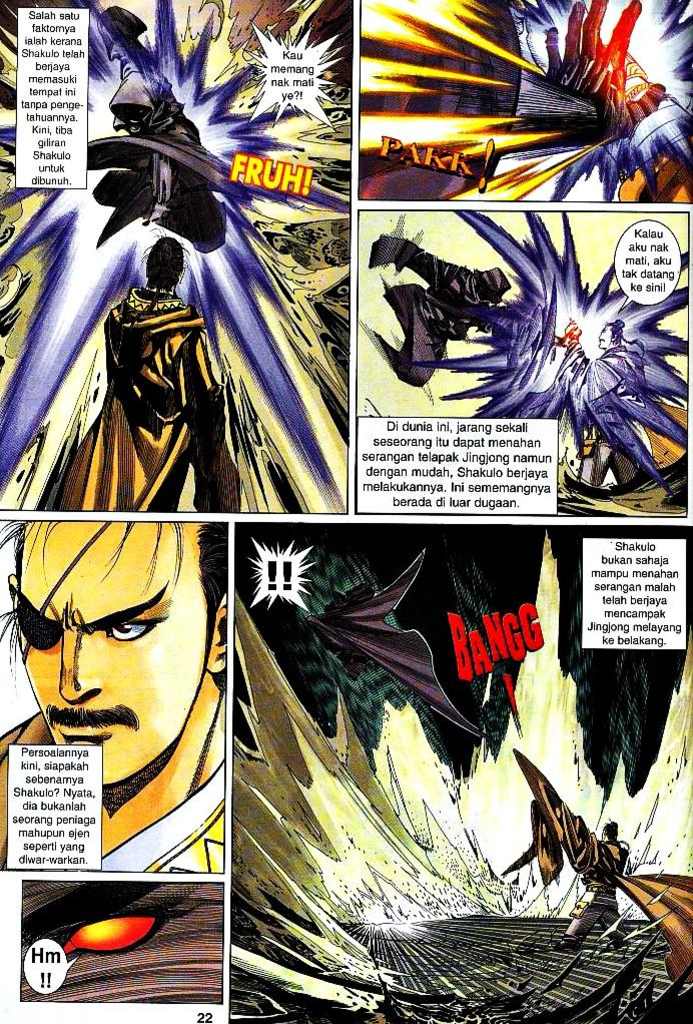 Salah satu
faktornya
ialah kerana
Shakulo telah
berjaya
memasuki
tempat ini
tanpa penge-
tahuannya.
Kini, tiba
giliran
Shakulo
untuk
dibunuh.
Kau
memang
nak mati
ye?!
FRUH!
PAKK!
Kalau
aku nak
mati, aku
tak datang
ke sini!
Di dunia ini, jarang sekali
seseorang itu dapat menahan
serangan telapak Jingjong namun
dengan mudah, Shakulo berjaya
melakukannya. Ini sememangnya
berada di luar dugaan.
Persoalannya
kini, siapakah
sebenarnya
Shakulo? Nyata,
dia bukanlah
seorang peniaga
mahupun ejen
seperti yang
diwar-warkan.
Hm
!!
!!
BANGG
!
Shakulo
bukan sahaja
mampu menahan
serangan malah
telah berjaya
mencampak
Jingjong melayang
ke belakang.
22